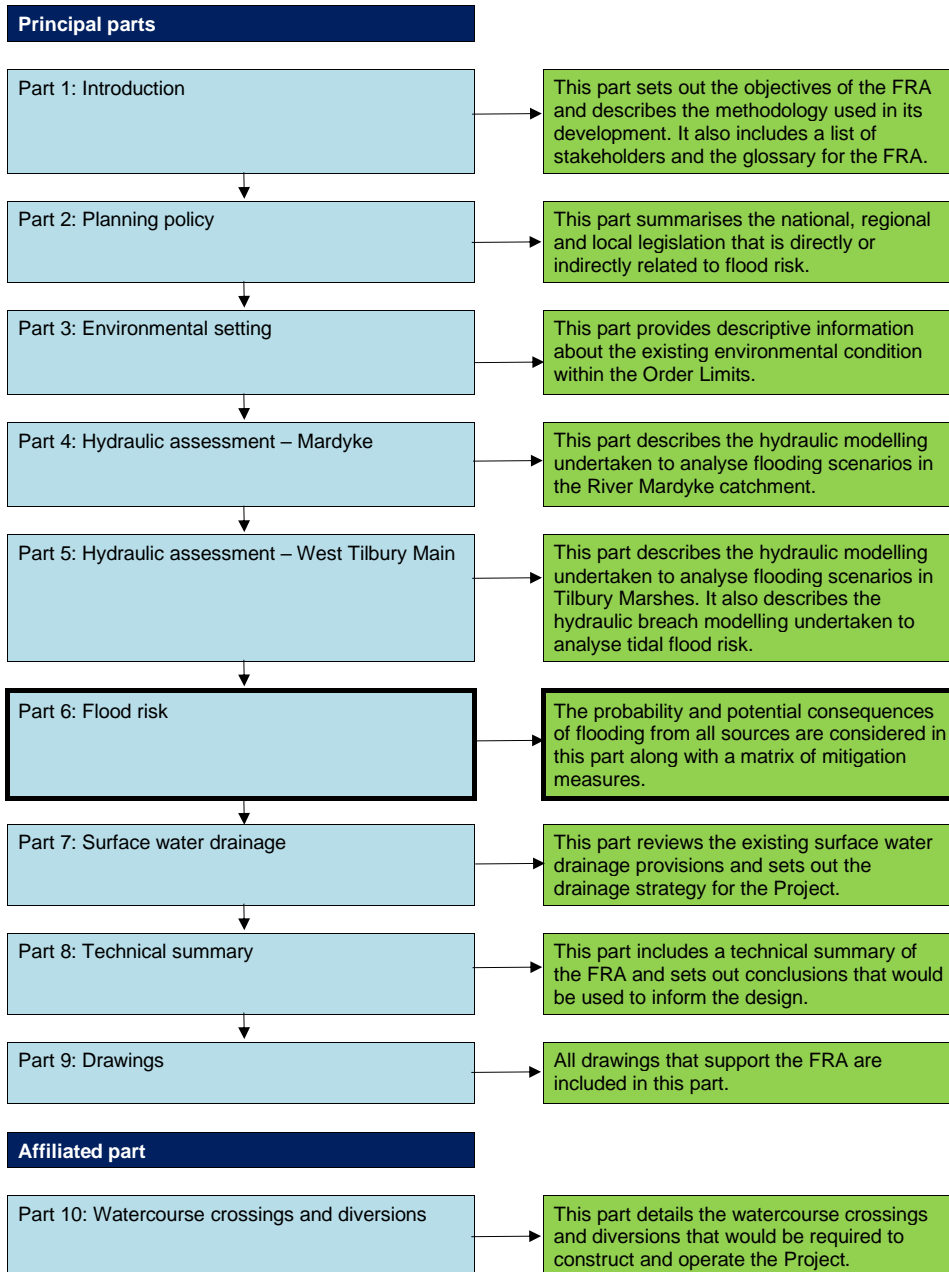 Principal parts
Part 1: Introduction
This part sets out the objectives of the FRA
and describes the methodology used in its
development. It also includes a list of
stakeholders and the glossary for the FRA.
Part 2: Planning policy
This part summarises the national, regional
and local legislation that is directly or
indirectly related to flood risk.
Part 3: Environmental setting
This part provides descriptive information
about the existing environmental condition
within the Order Limits.
Part 4: Hydraulic assessment – Mardyke
This part describes the hydraulic modelling
undertaken to analyse flooding scenarios in
the River Mardyke catchment.
Part 5: Hydraulic assessment – West Tilbury Main
This part describes the hydraulic modelling
undertaken to analyse flooding scenarios in
Tilbury Marshes. It also describes the
hydraulic breach modelling undertaken to
analyse tidal flood risk.
Part 6: Flood risk
The probability and potential consequences
of flooding from all sources are considered in
this part along with a matrix of mitigation
measures.
Part 7: Surface water drainage
This part reviews the existing surface water
drainage provisions and sets out the
drainage strategy for the Project.
Part 8: Technical summary
This part includes a technical summary of
the FRA and sets out conclusions that would
be used to inform the design.
Part 9: Drawings
All drawings that support the FRA are
included in this part.
Affiliated part
Part 10: Watercourse crossings and diversions
This part details the watercourse crossings
and diversions that would be required to
construct and operate the Project.